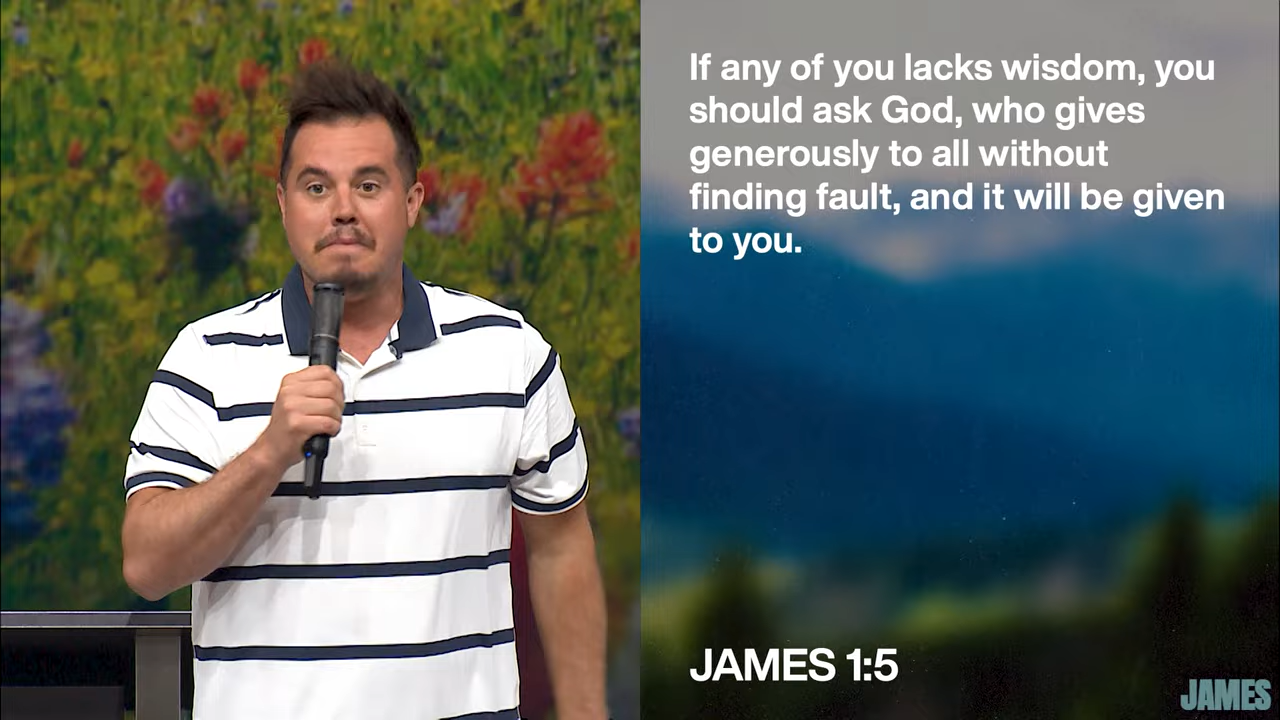 If any of you lacks wisdom, you
should ask God, who gives
generously to all without
finding fault, and it will be given
to you.
JAMES 1:5
JAMES